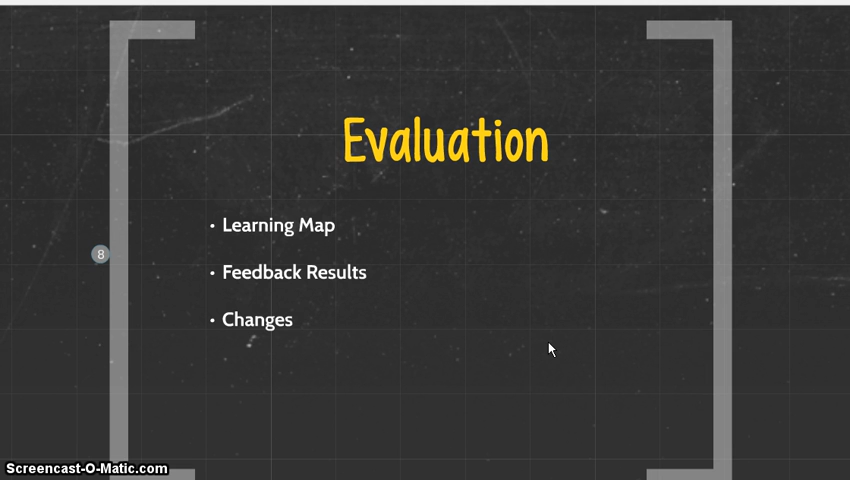 Evaluation
• Learning Map
8
• Feedback Results
• Changes
Screencast-O-Matic.com